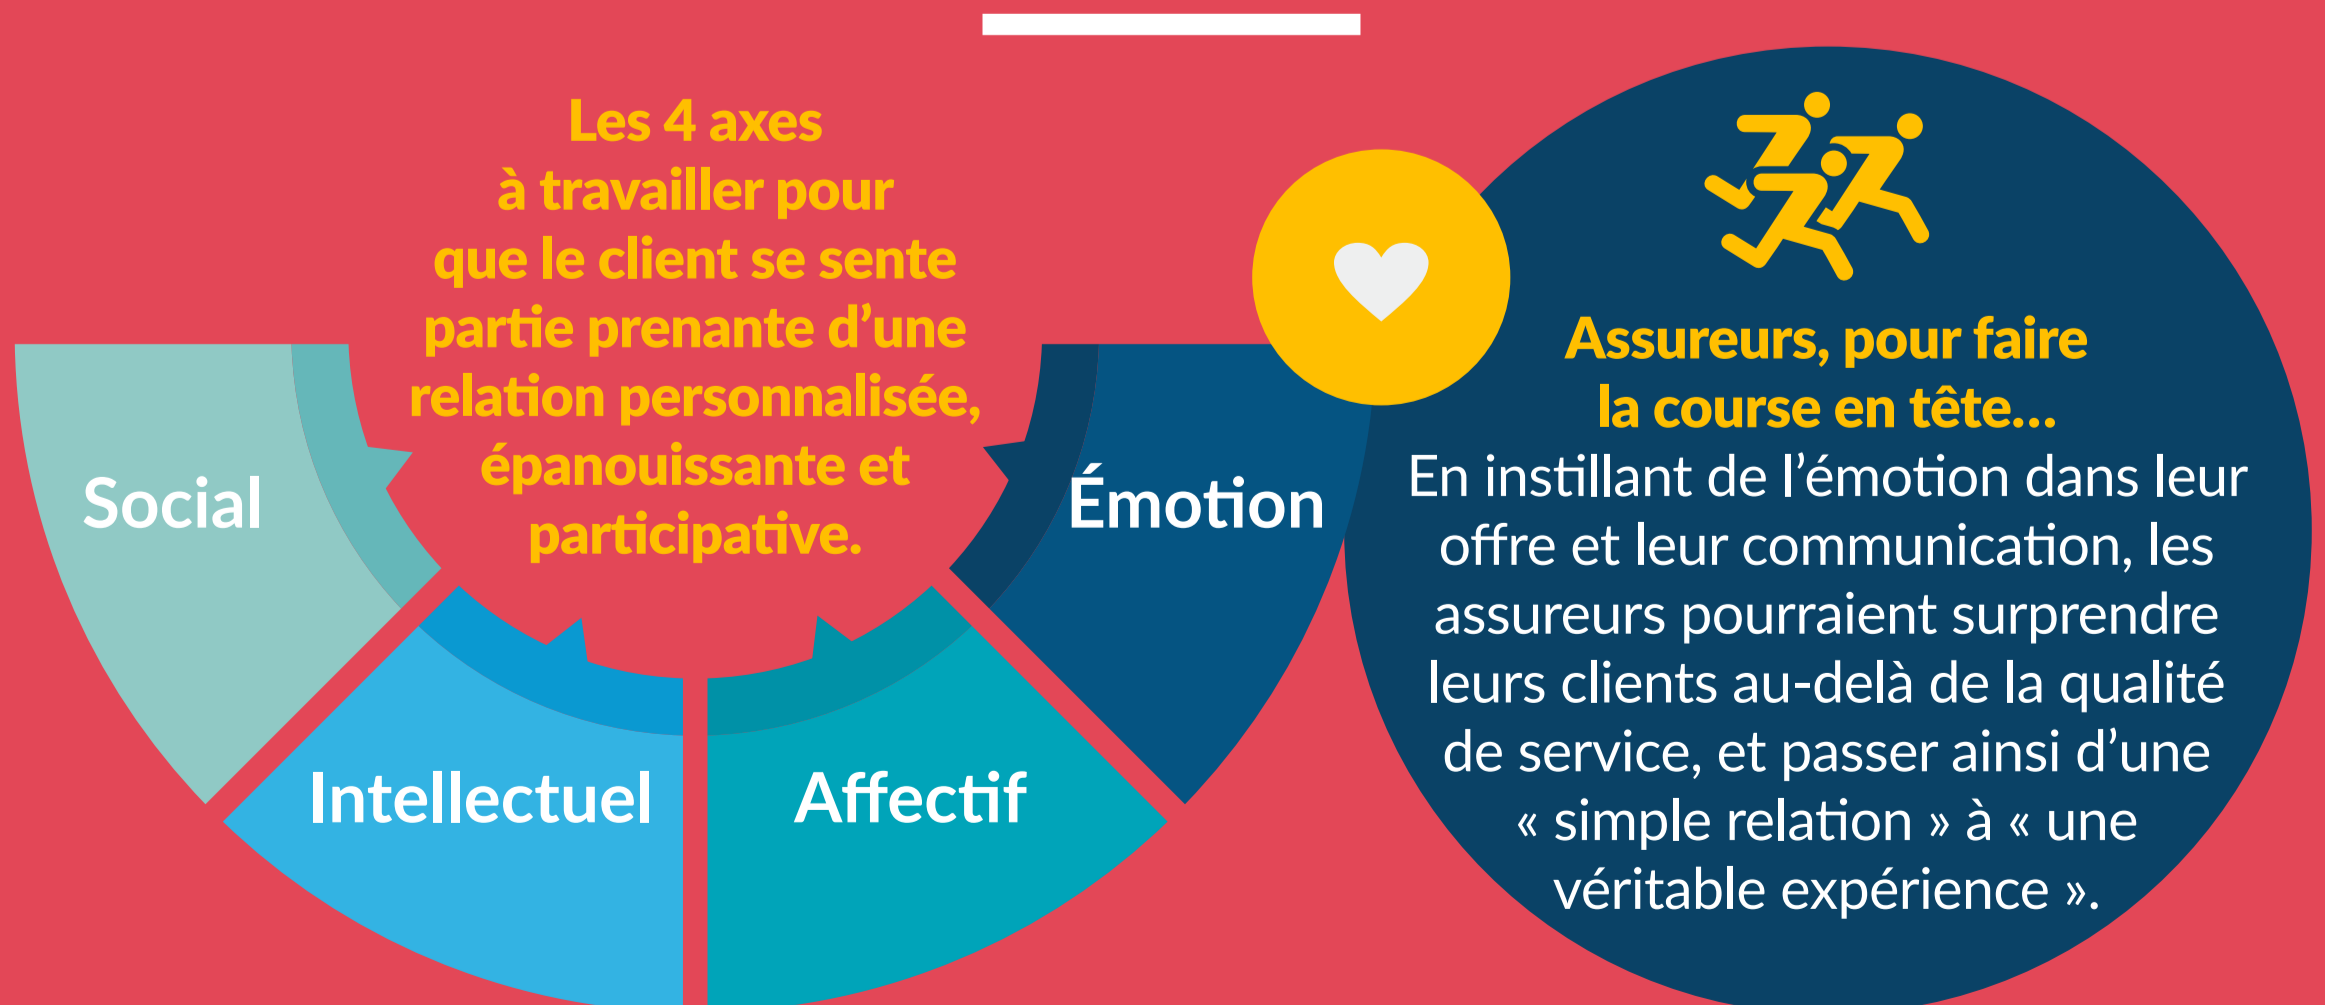 Les 4 axes
à travailler pour
que le client se sente
partie prenante d’une
relation personnalisée,
épanouissante et
participative.
Social
Intellectuel
Affectif
Émotion
Assureurs, pour faire
la course en tête...
En instillant de l’émotion dans leur
offre et leur communication, les
assureurs pourraient surprendre
leurs clients au-delà de la qualité
de service, et passer ainsi d’une
« simple relation » à « une
véritable expérience ».